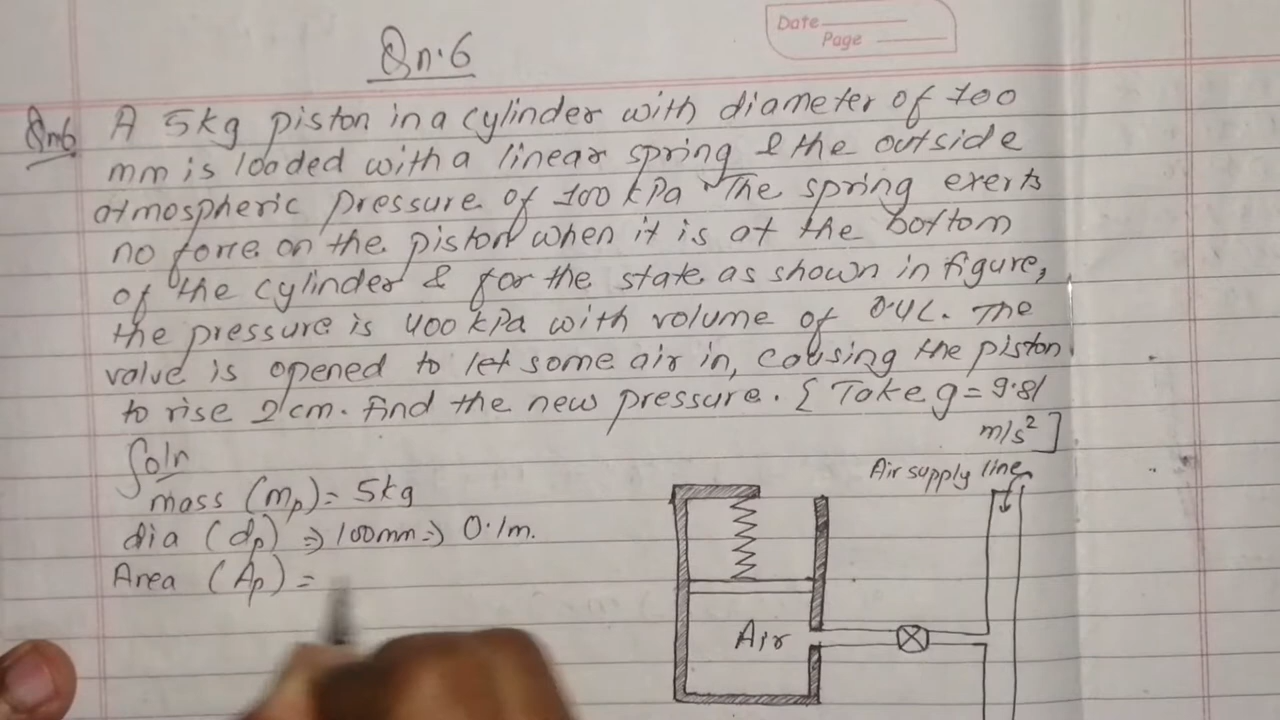 Date
Page
Qn.6
Qn6 A 5kg piston in a cylinder with diameter of 100
mm is loaded with a linear spring & the outside
atmospheric pressure of 100 kPa. The spring exerts
no force on the piston when it is at the bottom
of the cylinder & for the state as shown in figure,
the pressure is 400 kPa with volume of 0.4L. The
valve is opened to let some air in, causing the piston
to rise 2 cm. Find the new pressure. [ Take g = 9.81
m/s² ]
Soln
mass (mp) = 5kg
dia (dp) ⇒ 100mm ⇒ 0.1m.
Area (Ap) =
Air supply line
Air